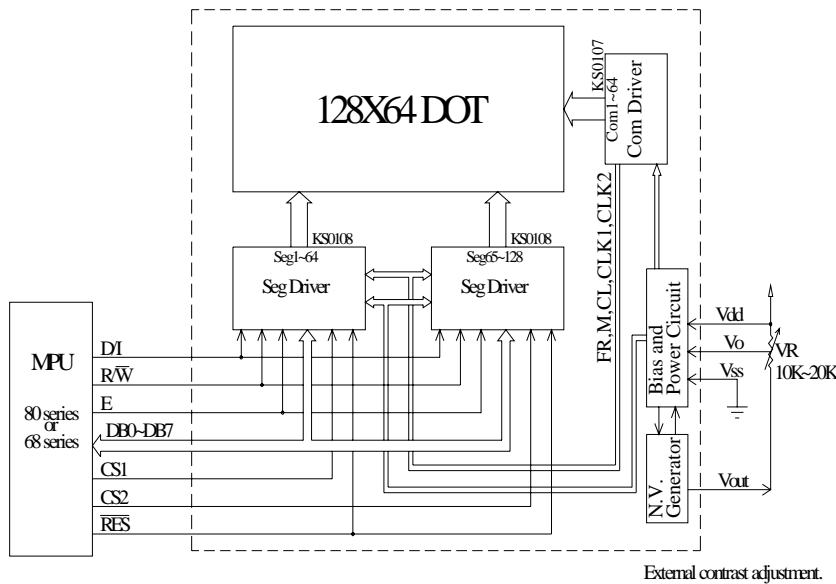 128X64 DOT
KS0107
Com1~64
Com Driver
KS0108
Seg1~64
Seg Driver
KS0108
Seg65~128
Seg Driver
FR,M,CL,CLK1,CLK2
MPU
80 series
or
68 series
D/I
R/W̅
E
DB0~DB7
CS1
CS2
R̅E̅S̅
Bias and
Power Circuit
N.V.
Generator
Vdd
Vo
Vss
VR
10K~20K
Vout
External contrast adjustment.